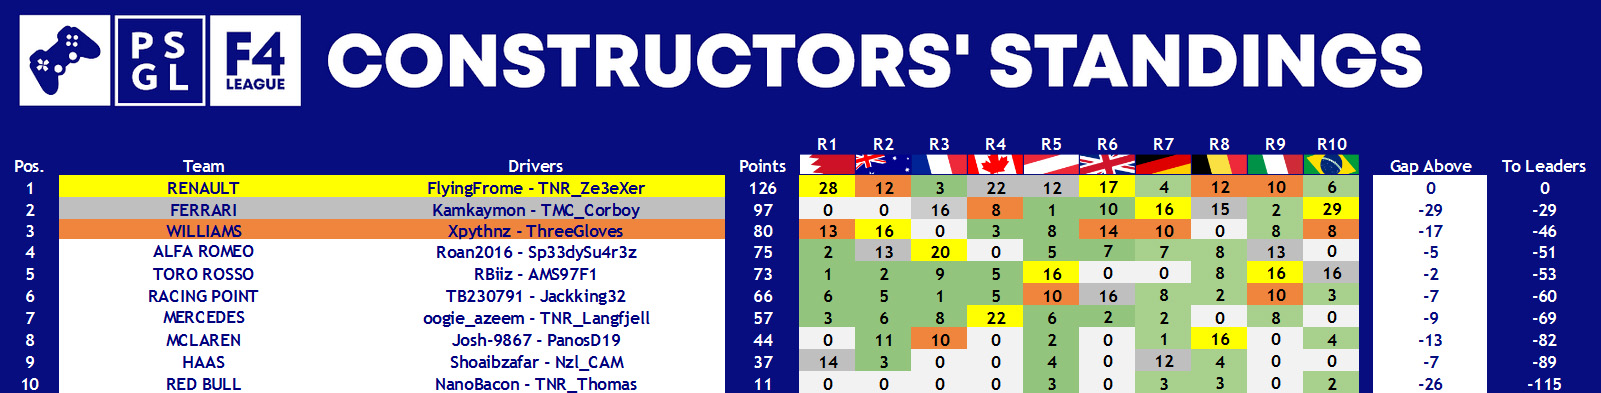 PS
GL
F4
LEAGUE
CONSTRUCTORS' STANDINGS
R1 R2 R3 R4 R5 R6 R7 R8 R9 R10
Pos. Team Drivers Points Gap Above To Leaders
1 RENAULT FlyingFrome - TNR_Ze3eXer 126 28 12 3 22 12 17 4 12 10 6 0 0
2 FERRARI Kamkaymon - TMC_Corboy 97 0 0 16 8 1 10 16 15 2 29 -29 -29
3 WILLIAMS Xpythnz - ThreeGloves 80 13 16 0 3 8 14 10 0 8 8 -17 -46
4 ALFA ROMEO Roan2016 - Sp33dySu4r3z 75 2 13 20 0 5 7 7 8 13 0 -5 -51
5 TORO ROSSO RBiiz - AMS97F1 73 1 2 9 5 16 0 0 8 16 16 -2 -53
6 RACING POINT TB230791 - Jackking32 66 6 5 1 5 10 16 8 2 10 3 -7 -60
7 MERCEDES oogie_azeem - TNR_Langfjell 57 3 6 8 22 6 2 2 0 8 0 -9 -69
8 MCLAREN Josh-9867 - PanosD19 44 0 11 10 0 2 0 1 16 0 4 -13 -82
9 HAAS Shoaibzafar - Nzl_CAM 37 14 3 0 0 4 0 12 4 0 0 -7 -89
10 RED BULL NanoBacon - TNR_Thomas 11 0 0 0 0 3 0 3 3 0 2 -26 -115